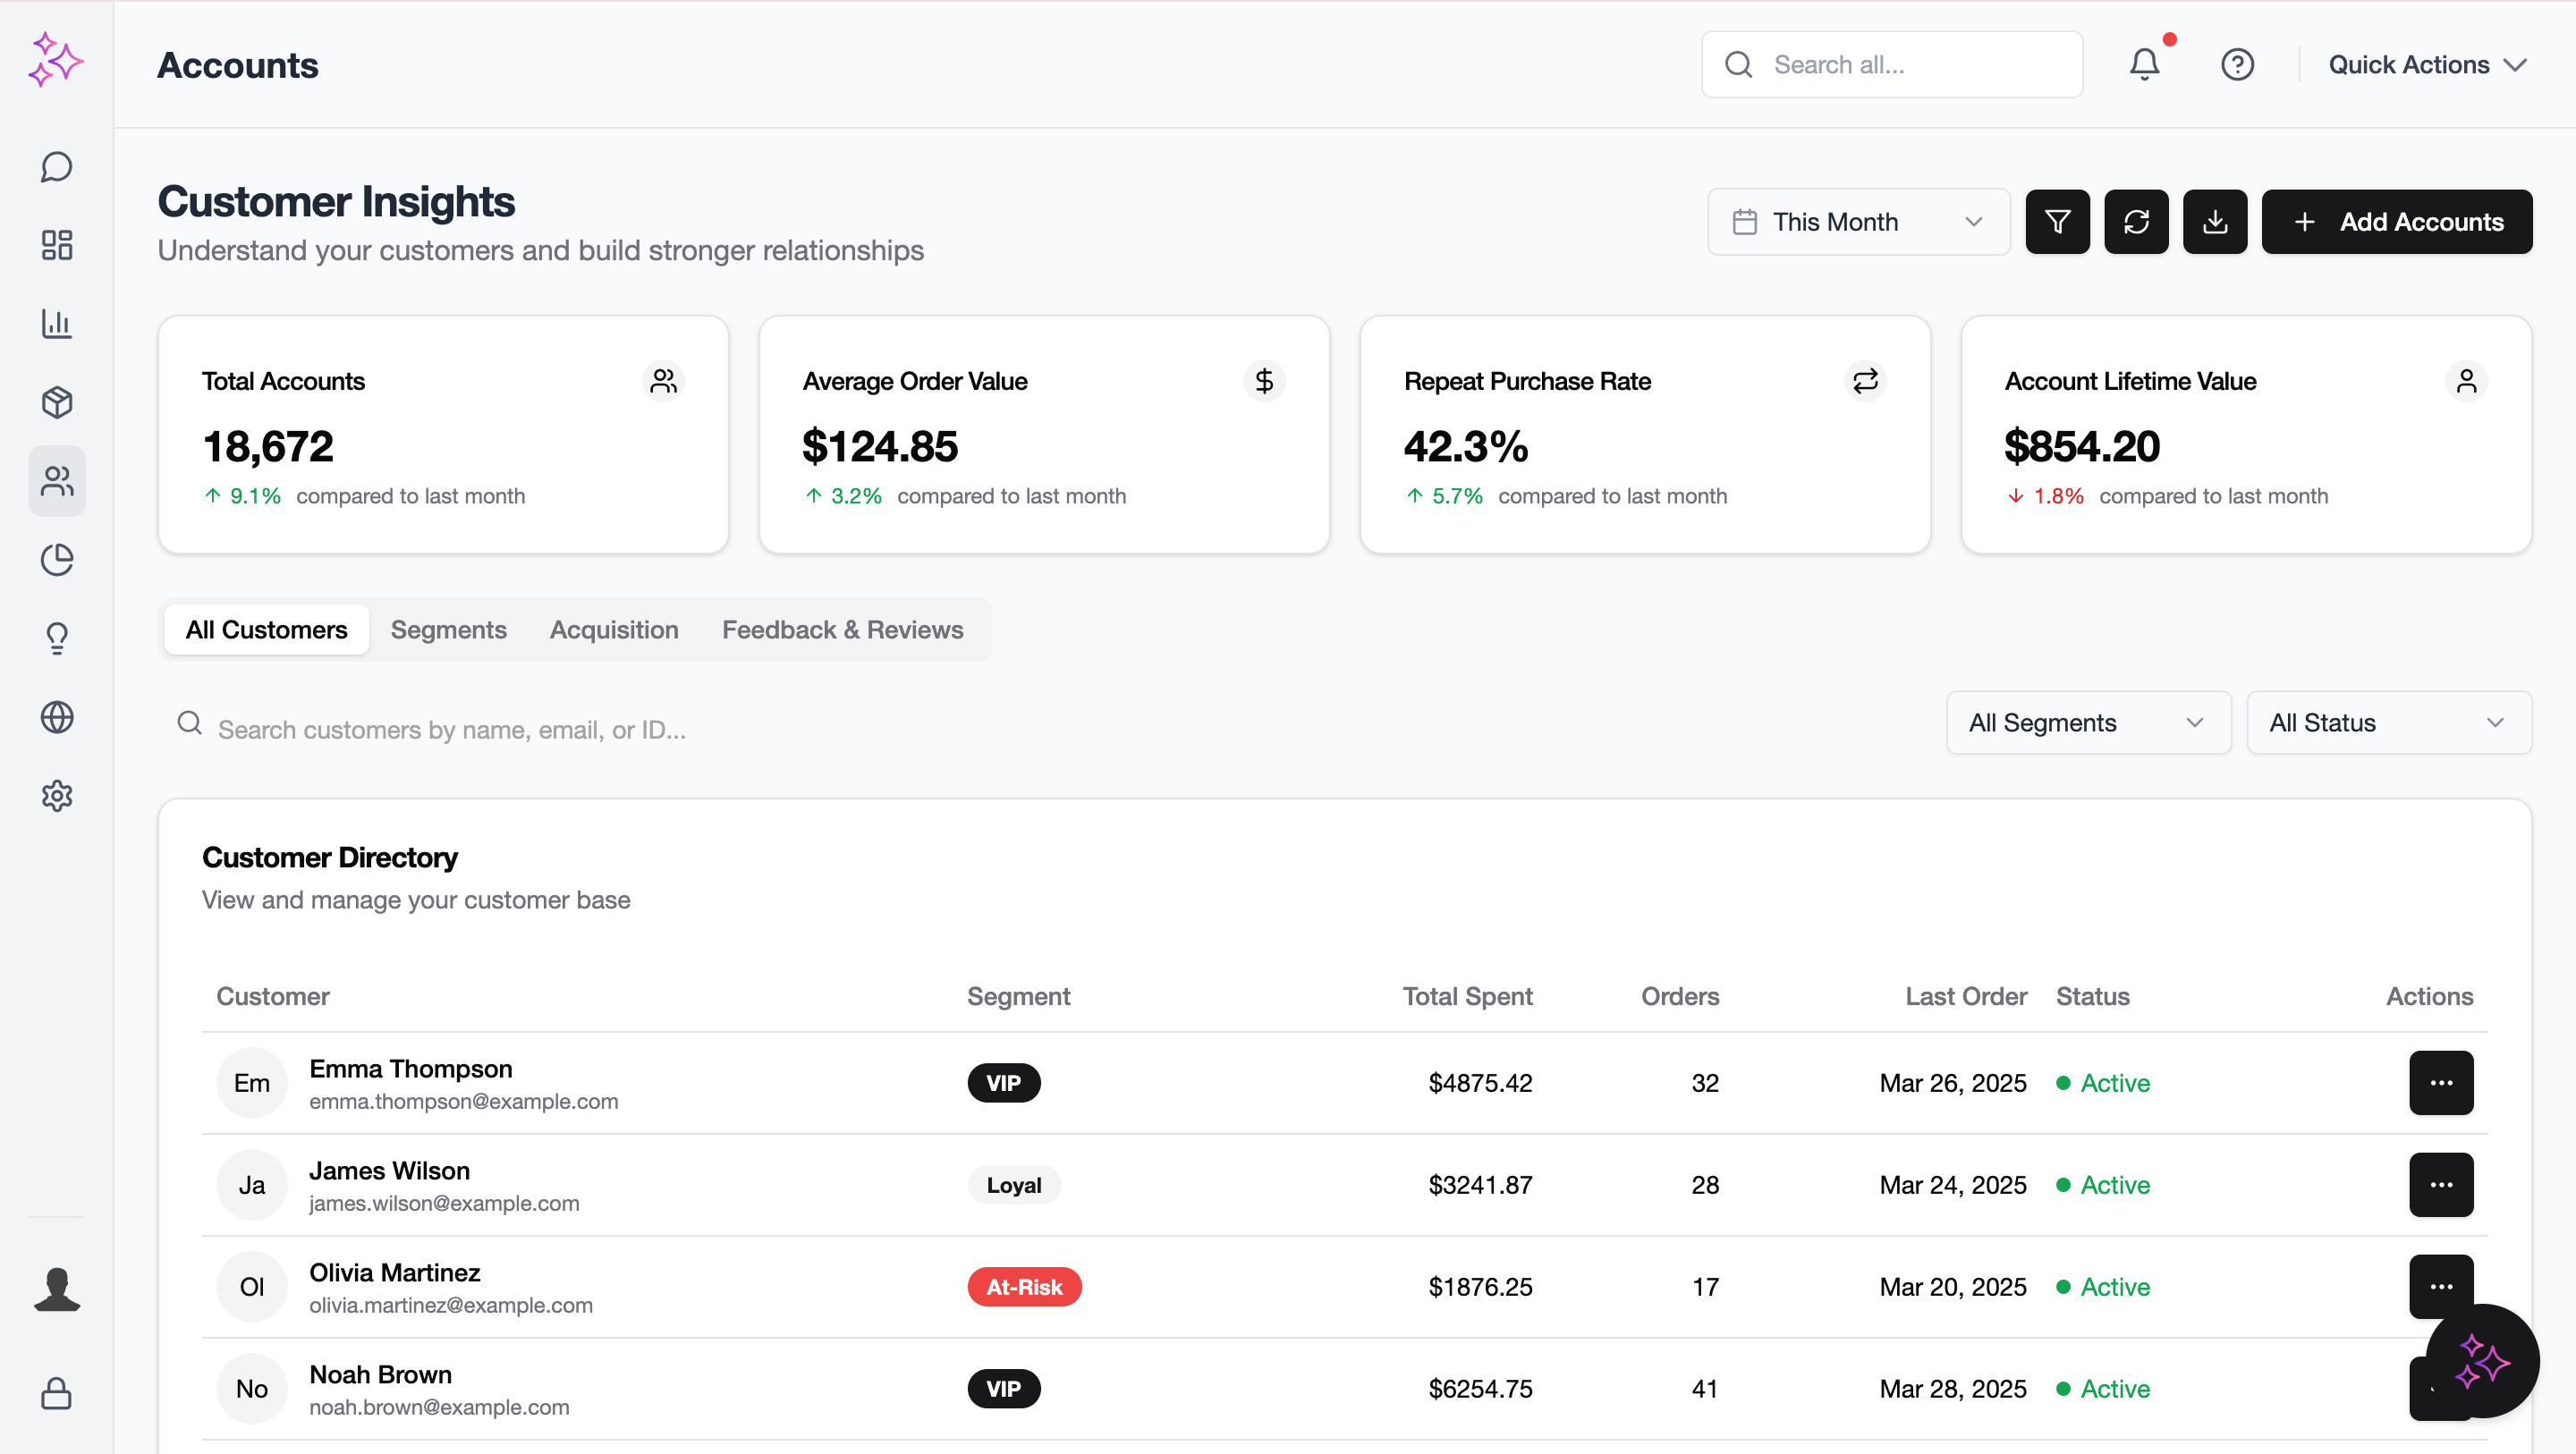 Accounts
Search all...
Quick Actions
Customer Insights
Understand your customers and build stronger relationships
This Month
Add Accounts
Total Accounts
18,672
9.1% compared to last month
Average Order Value
$124.85
3.2% compared to last month
Repeat Purchase Rate
42.3%
5.7% compared to last month
Account Lifetime Value
$854.20
1.8% compared to last month
All Customers Segments Acquisition Feedback & Reviews
Search customers by name, email, or ID...
All Segments
All Status
Customer Directory
View and manage your customer base
Customer Segment Total Spent Orders Last Order Status Actions
Em Emma Thompson VIP $4875.42 32 Mar 26, 2025 Active
emma.thompson@example.com
Ja James Wilson Loyal $3241.87 28 Mar 24, 2025 Active
james.wilson@example.com
Ol Olivia Martinez At-Risk $1876.25 17 Mar 20, 2025 Active
olivia.martinez@example.com
No Noah Brown VIP $6254.75 41 Mar 28, 2025 Active
noah.brown@example.com